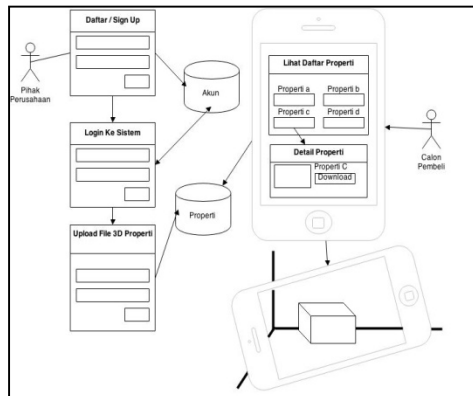 Daftar / Sign Up
Pihak
Perusahaan
Akun
Login Ke Sistem
Properti
Upload File 3D Properti
Lihat Daftar Properti
Properti a
Properti b
Properti c
Properti d
Detail Properti
Properti C
Download
Calon
Pembeli